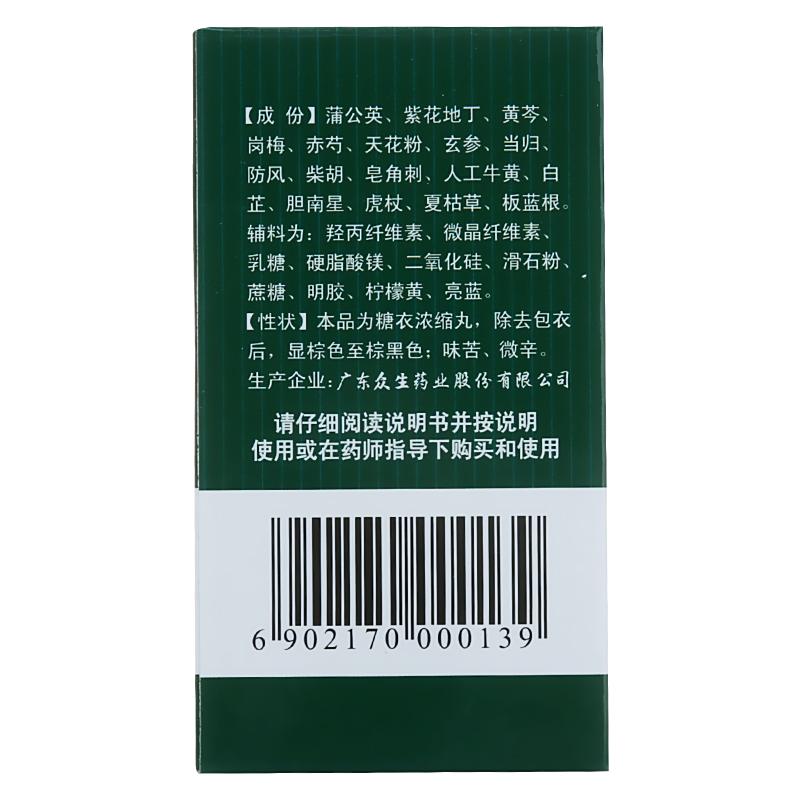 【成 份】蒲公英、紫花地丁、黄芩、
岗梅、赤芍、天花粉、玄参、当归、
防风、柴胡、皂角刺、人工牛黄、白
芷、胆南星、虎杖、夏枯草、板蓝根。
辅料为：羟丙纤维素、微晶纤维素、
乳糖、硬脂酸镁、二氧化硅、滑石粉、
蔗糖、明胶、柠檬黄、亮蓝。
【性状】本品为糖衣浓缩丸，除去包衣
后，显棕色至棕黑色；味苦、微辛。
生产企业：广东众生药业股份有限公司
请仔细阅读说明书并按说明
使用或在药师指导下购买和使用
6 902170 000139